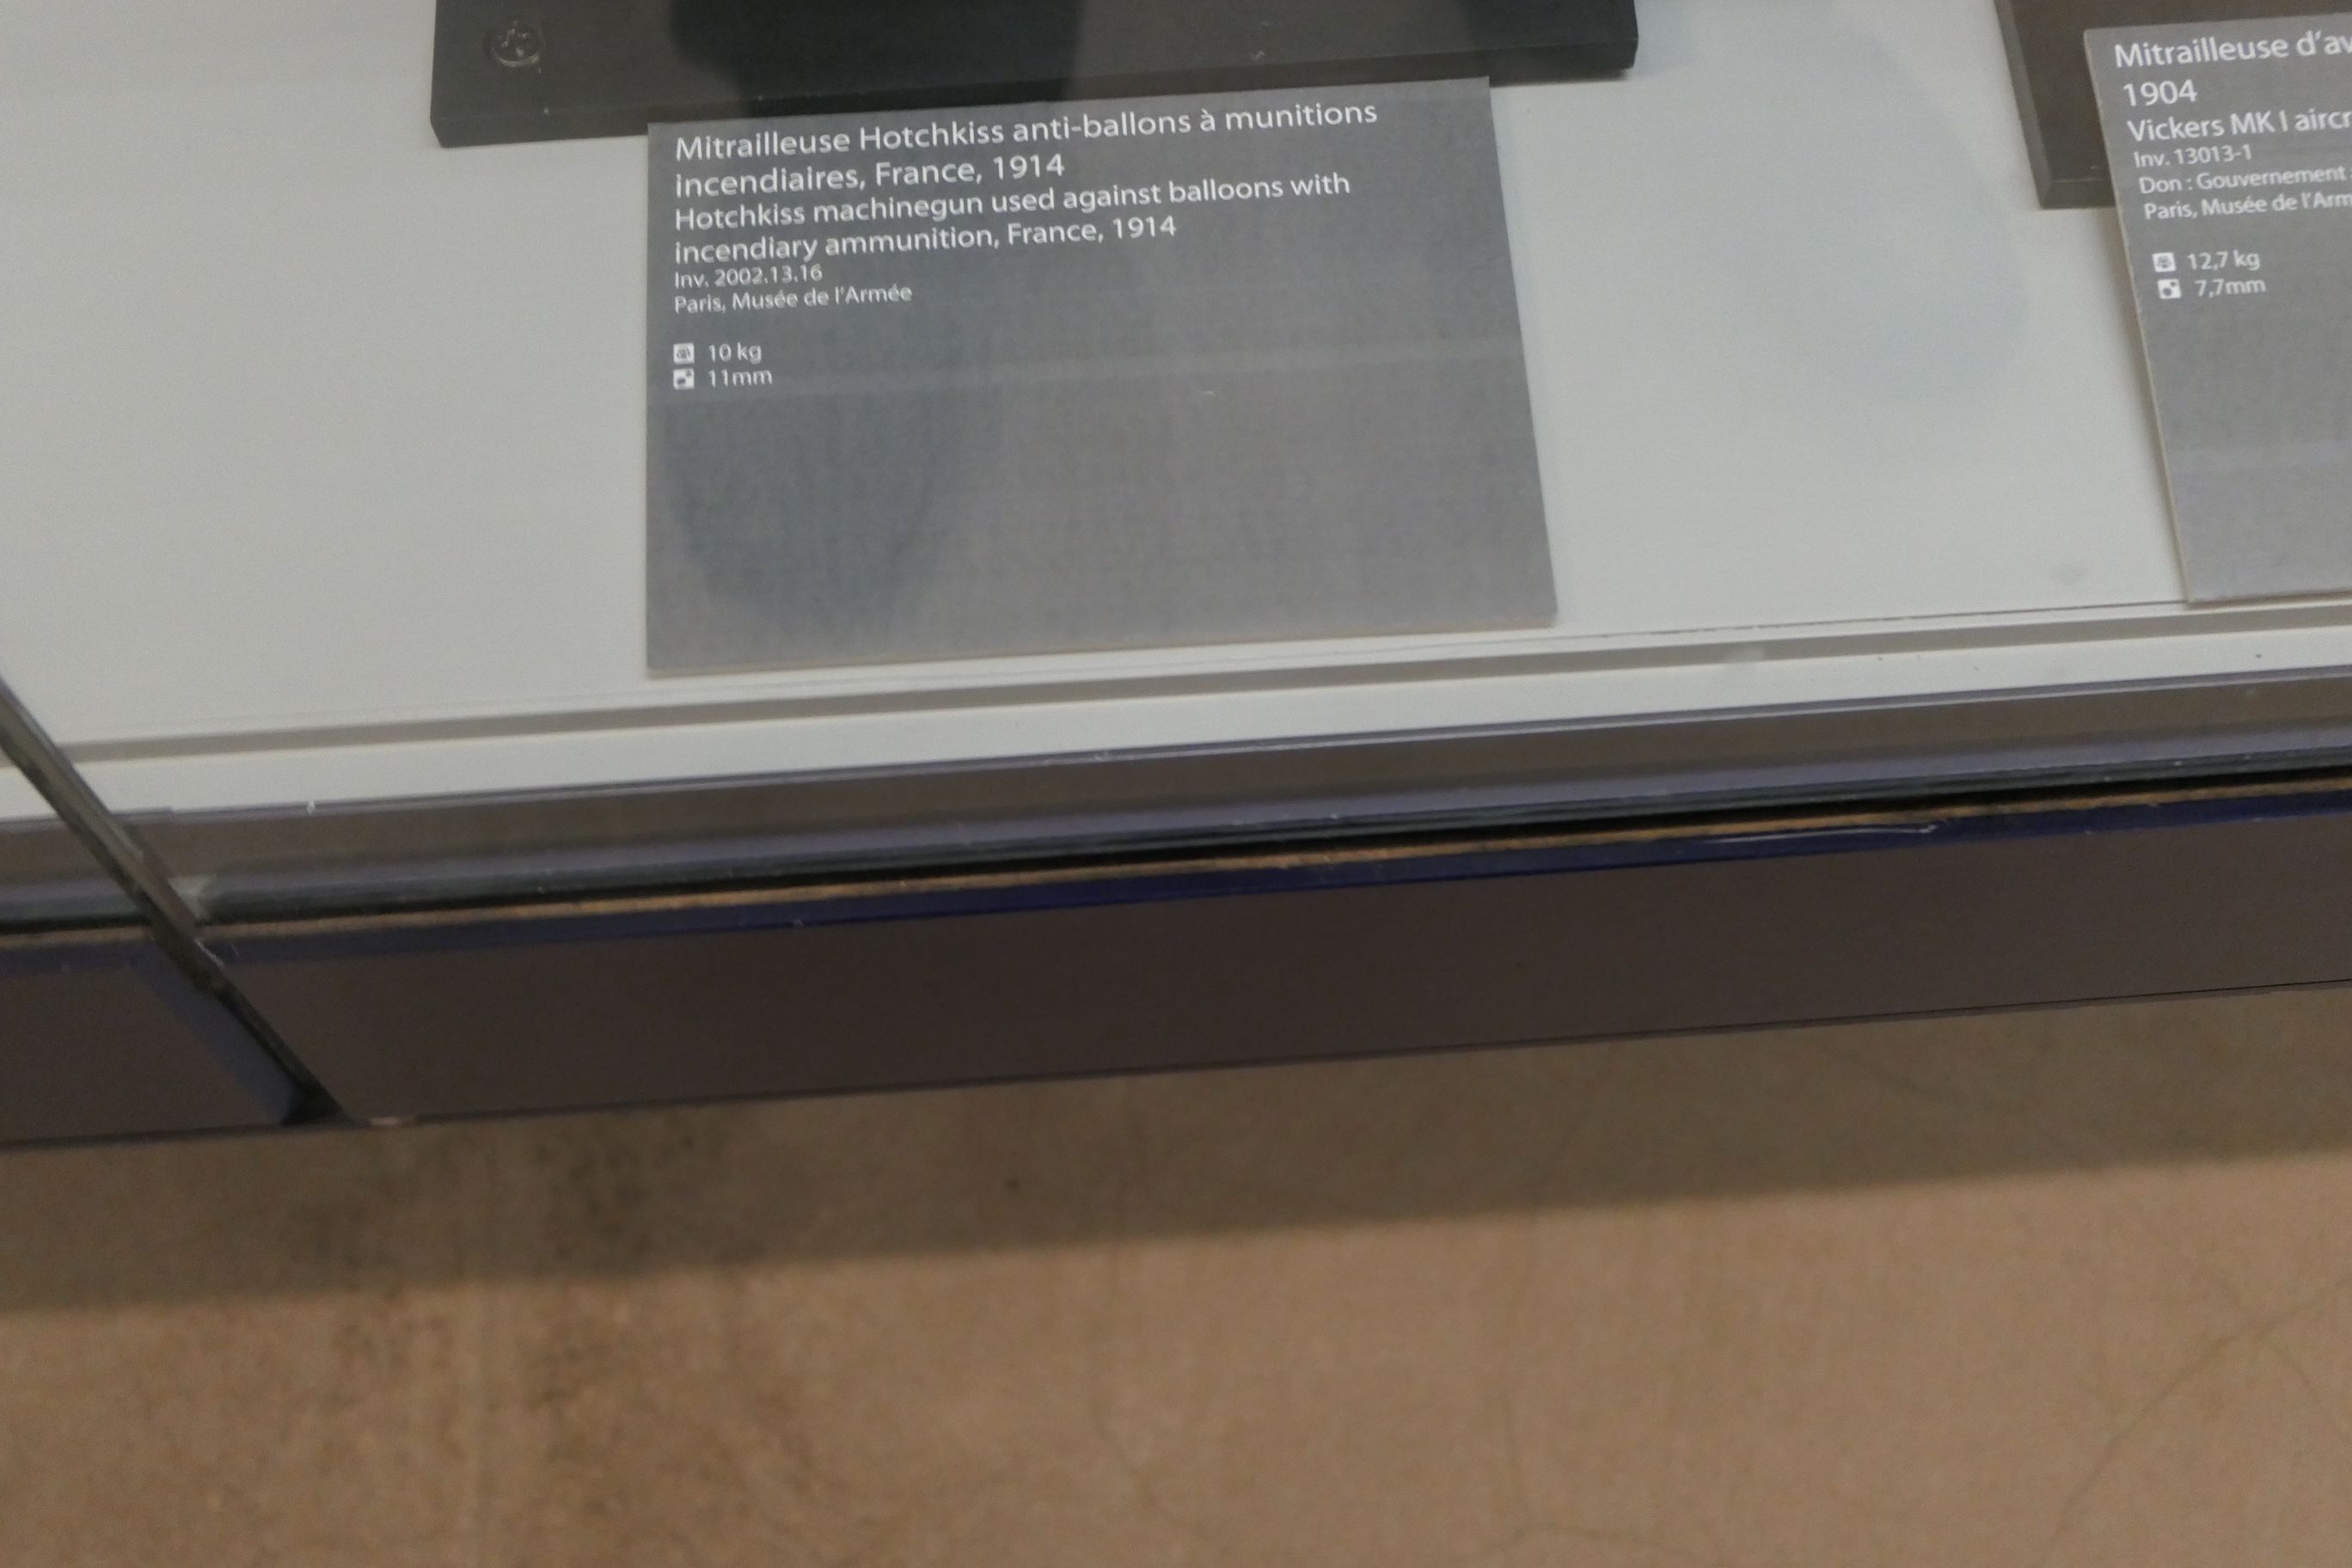 Mitrailleuse Hotchkiss anti-ballons à munitions
incendiaires, France, 1914
Hotchkiss machinegun used against balloons with
incendiary ammunition, France, 1914
Inv. 2002.13.16
Paris, Musée de l'Armée
10 kg
11mm
Mitrailleuse d'av
1904
Vickers MK I aircr
Inv. 13013-1
Don : Gouvernement
Paris, Musée de l'Arm
12,7 kg
7,7mm